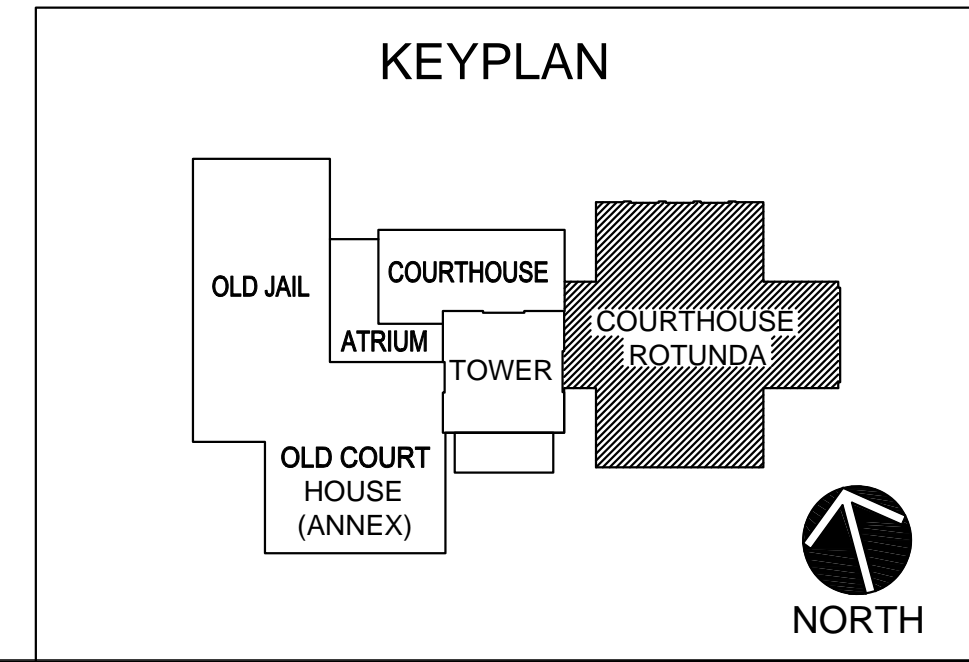 KEYPLAN
OLD JAIL
COURTHOUSE
ATRIUM
TOWER
COURTHOUSE
ROTUNDA
OLD COURT
HOUSE
(ANNEX)
NORTH